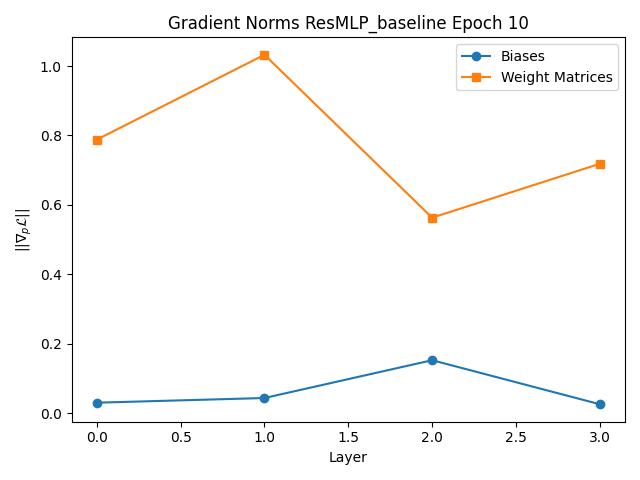 Gradient Norms ResMLP_baseline Epoch 10
Biases
Weight Matrices
1.0
0.8
0.6
0.4
0.2
0.0
||∇ₚℒ||
0.0 0.5 1.0 1.5 2.0 2.5 3.0
Layer